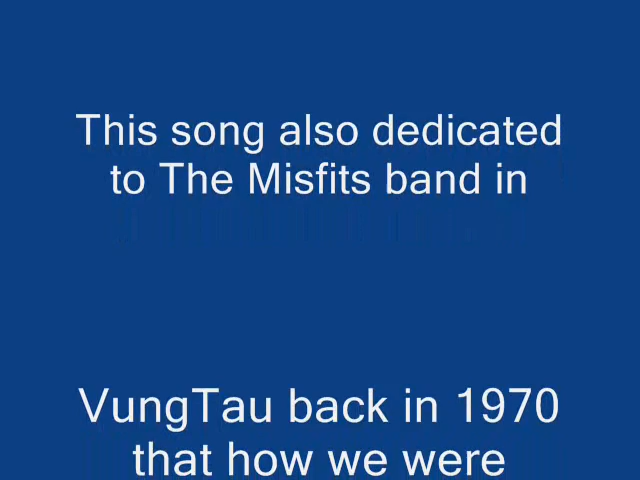 This song also dedicated
to The Misfits band in
VungTau back in 1970
that how we were